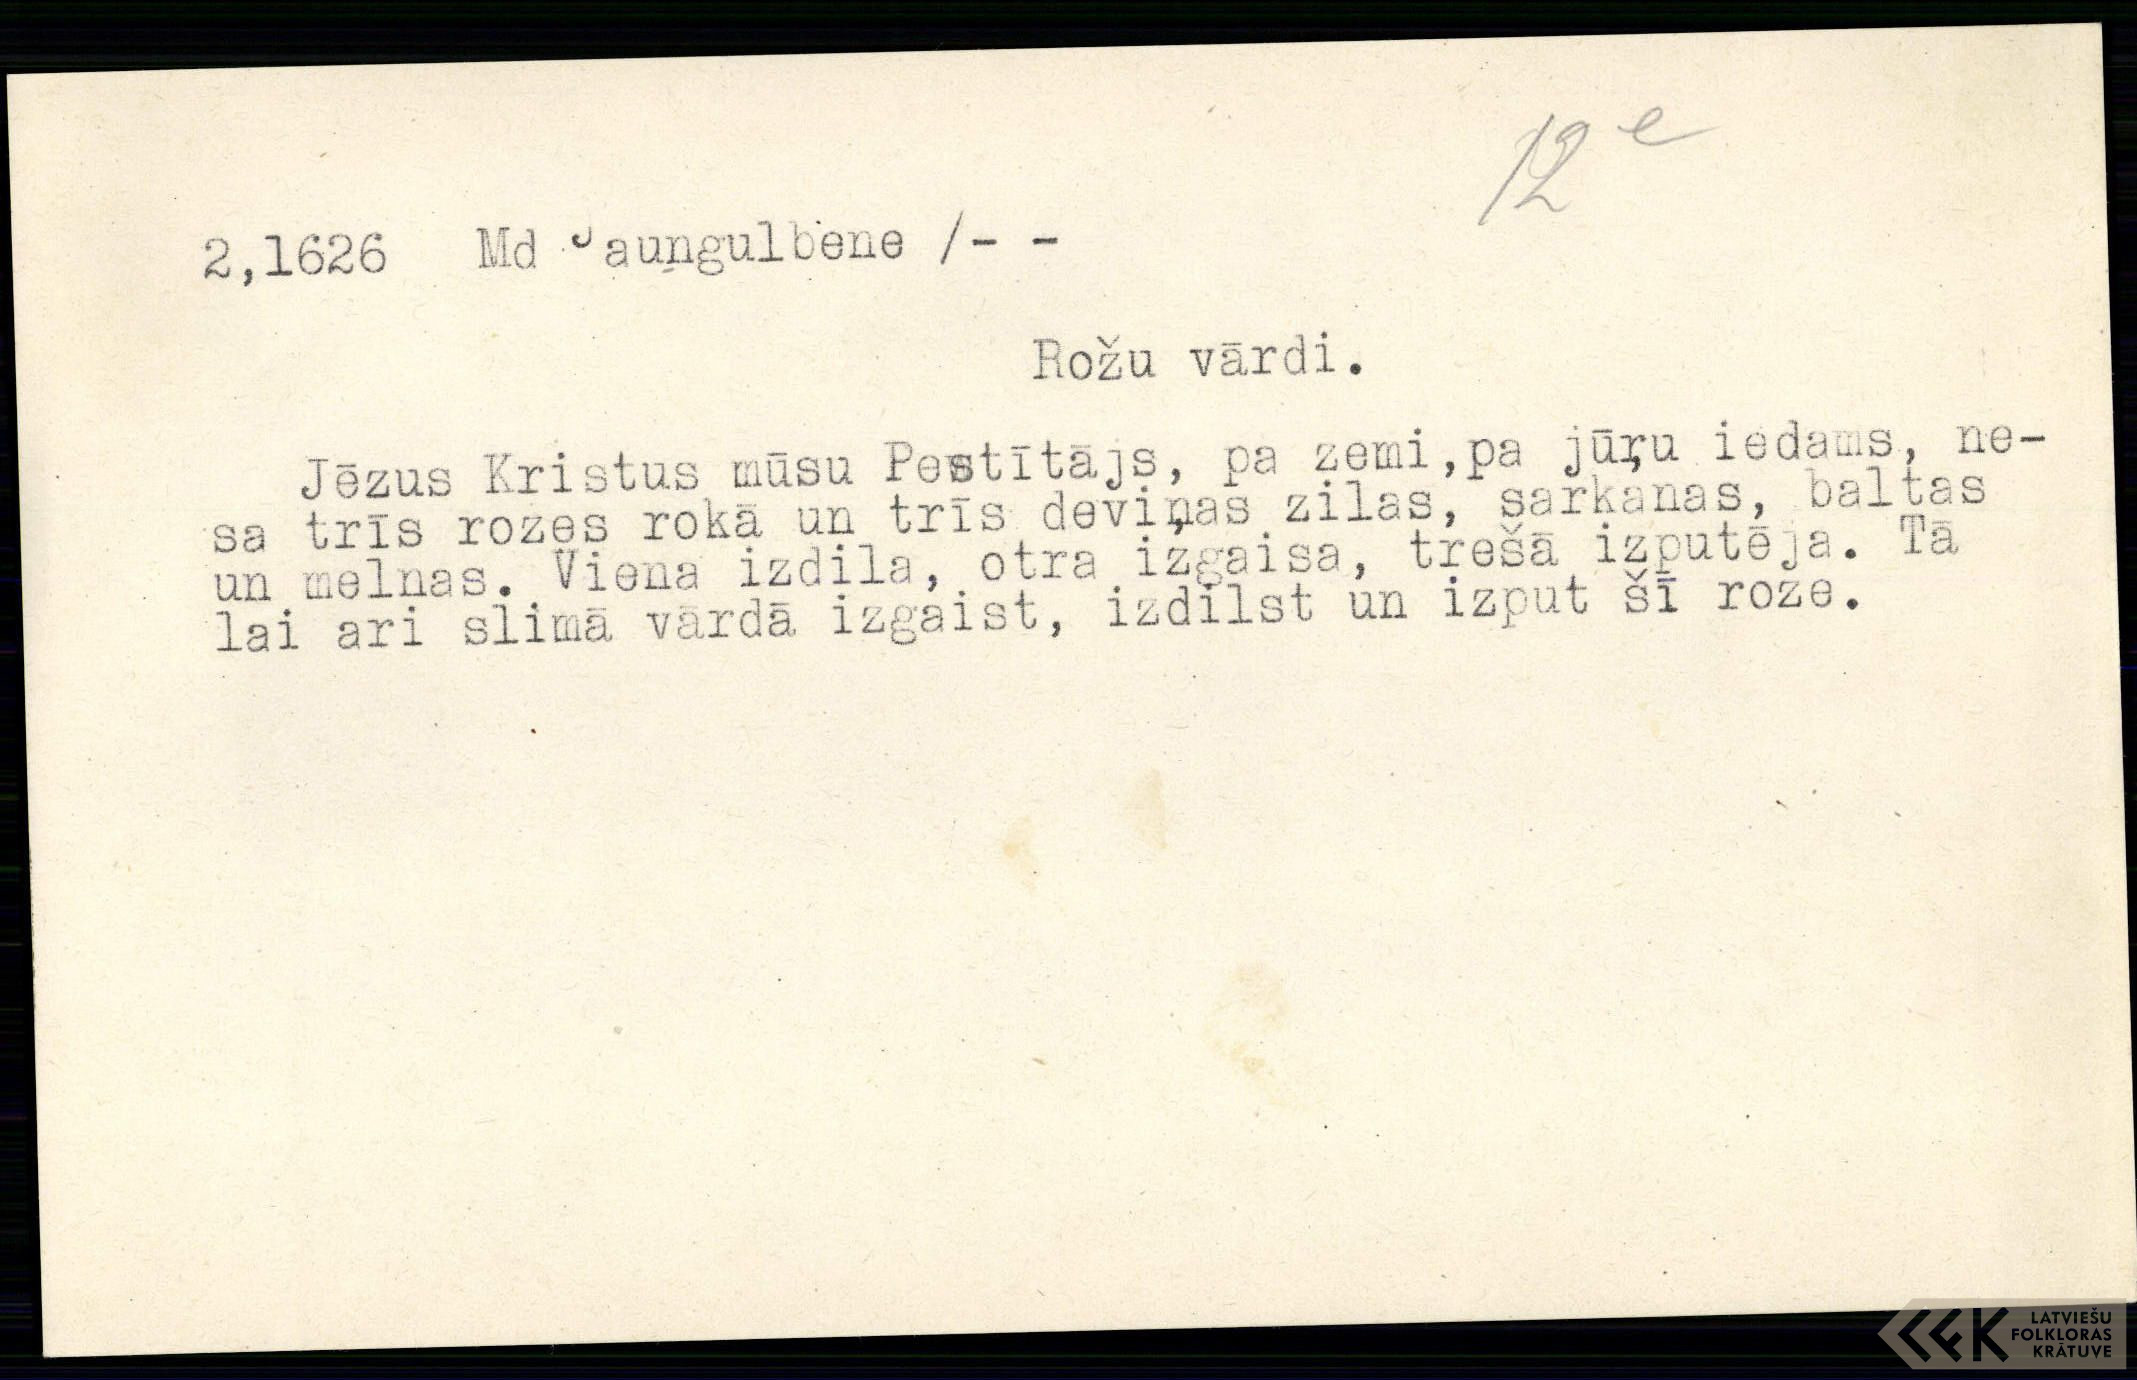 12 e
2,1626 Md Jauņgulbene /- -
Rožu vārdi.
Jēzus Kristus mūsu Pestītājs, pa zemi,pa jūŗu iedams, ne-
sa trīs rozes rokā un trīs deviņas zilas, sarkanas, baltas
un melnas. Viena izdila, otra izgaisa, trešā izputēja. Tā
lai ari slimā vārdā izgaist, izdilst un izput šī roze.
LATVIEŠU
FOLKLORAS
KRĀTUVE